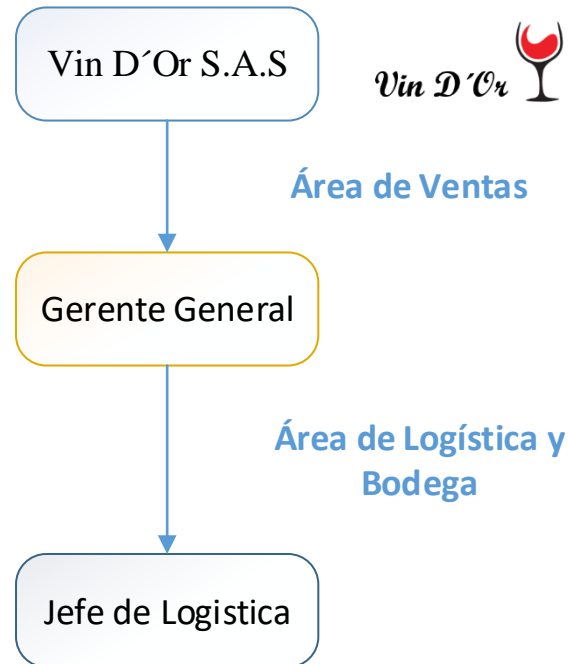 Vin D´Or S.A.S
Vin D´Or
Área de Ventas
Gerente General
Área de Logística y
Bodega
Jefe de Logistica